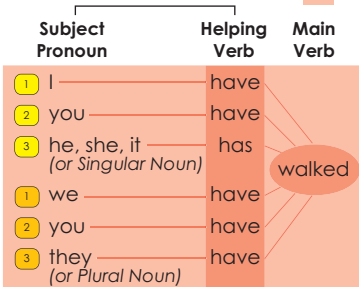 Subject Pronoun
Helping Verb
Main Verb
1 I have
2 you have
3 he, she, it has
(or Singular Noun)
walked
1 we have
2 you have
3 they have
(or Plural Noun)